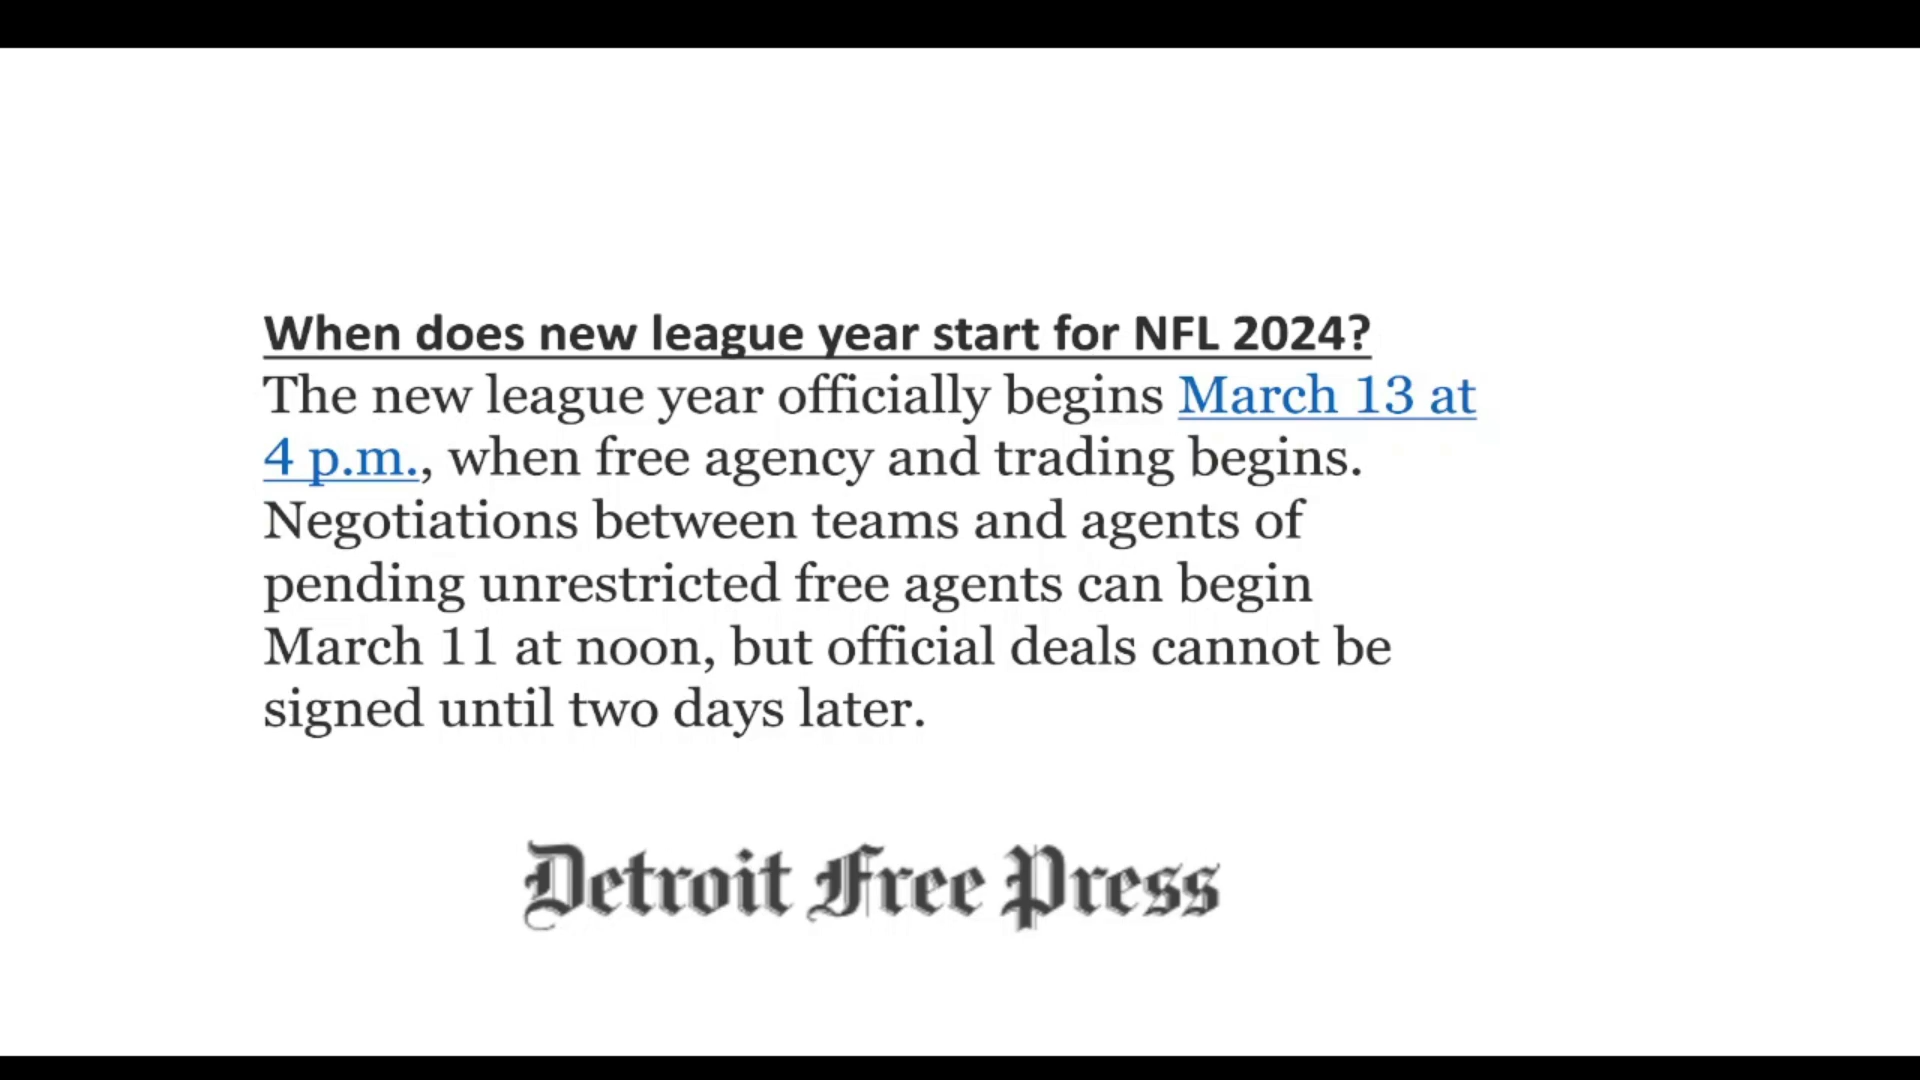 When does new league year start for NFL 2024?
The new league year officially begins March 13 at
4 p.m., when free agency and trading begins.
Negotiations between teams and agents of
pending unrestricted free agents can begin
March 11 at noon, but official deals cannot be
signed until two days later.
Detroit Free Press